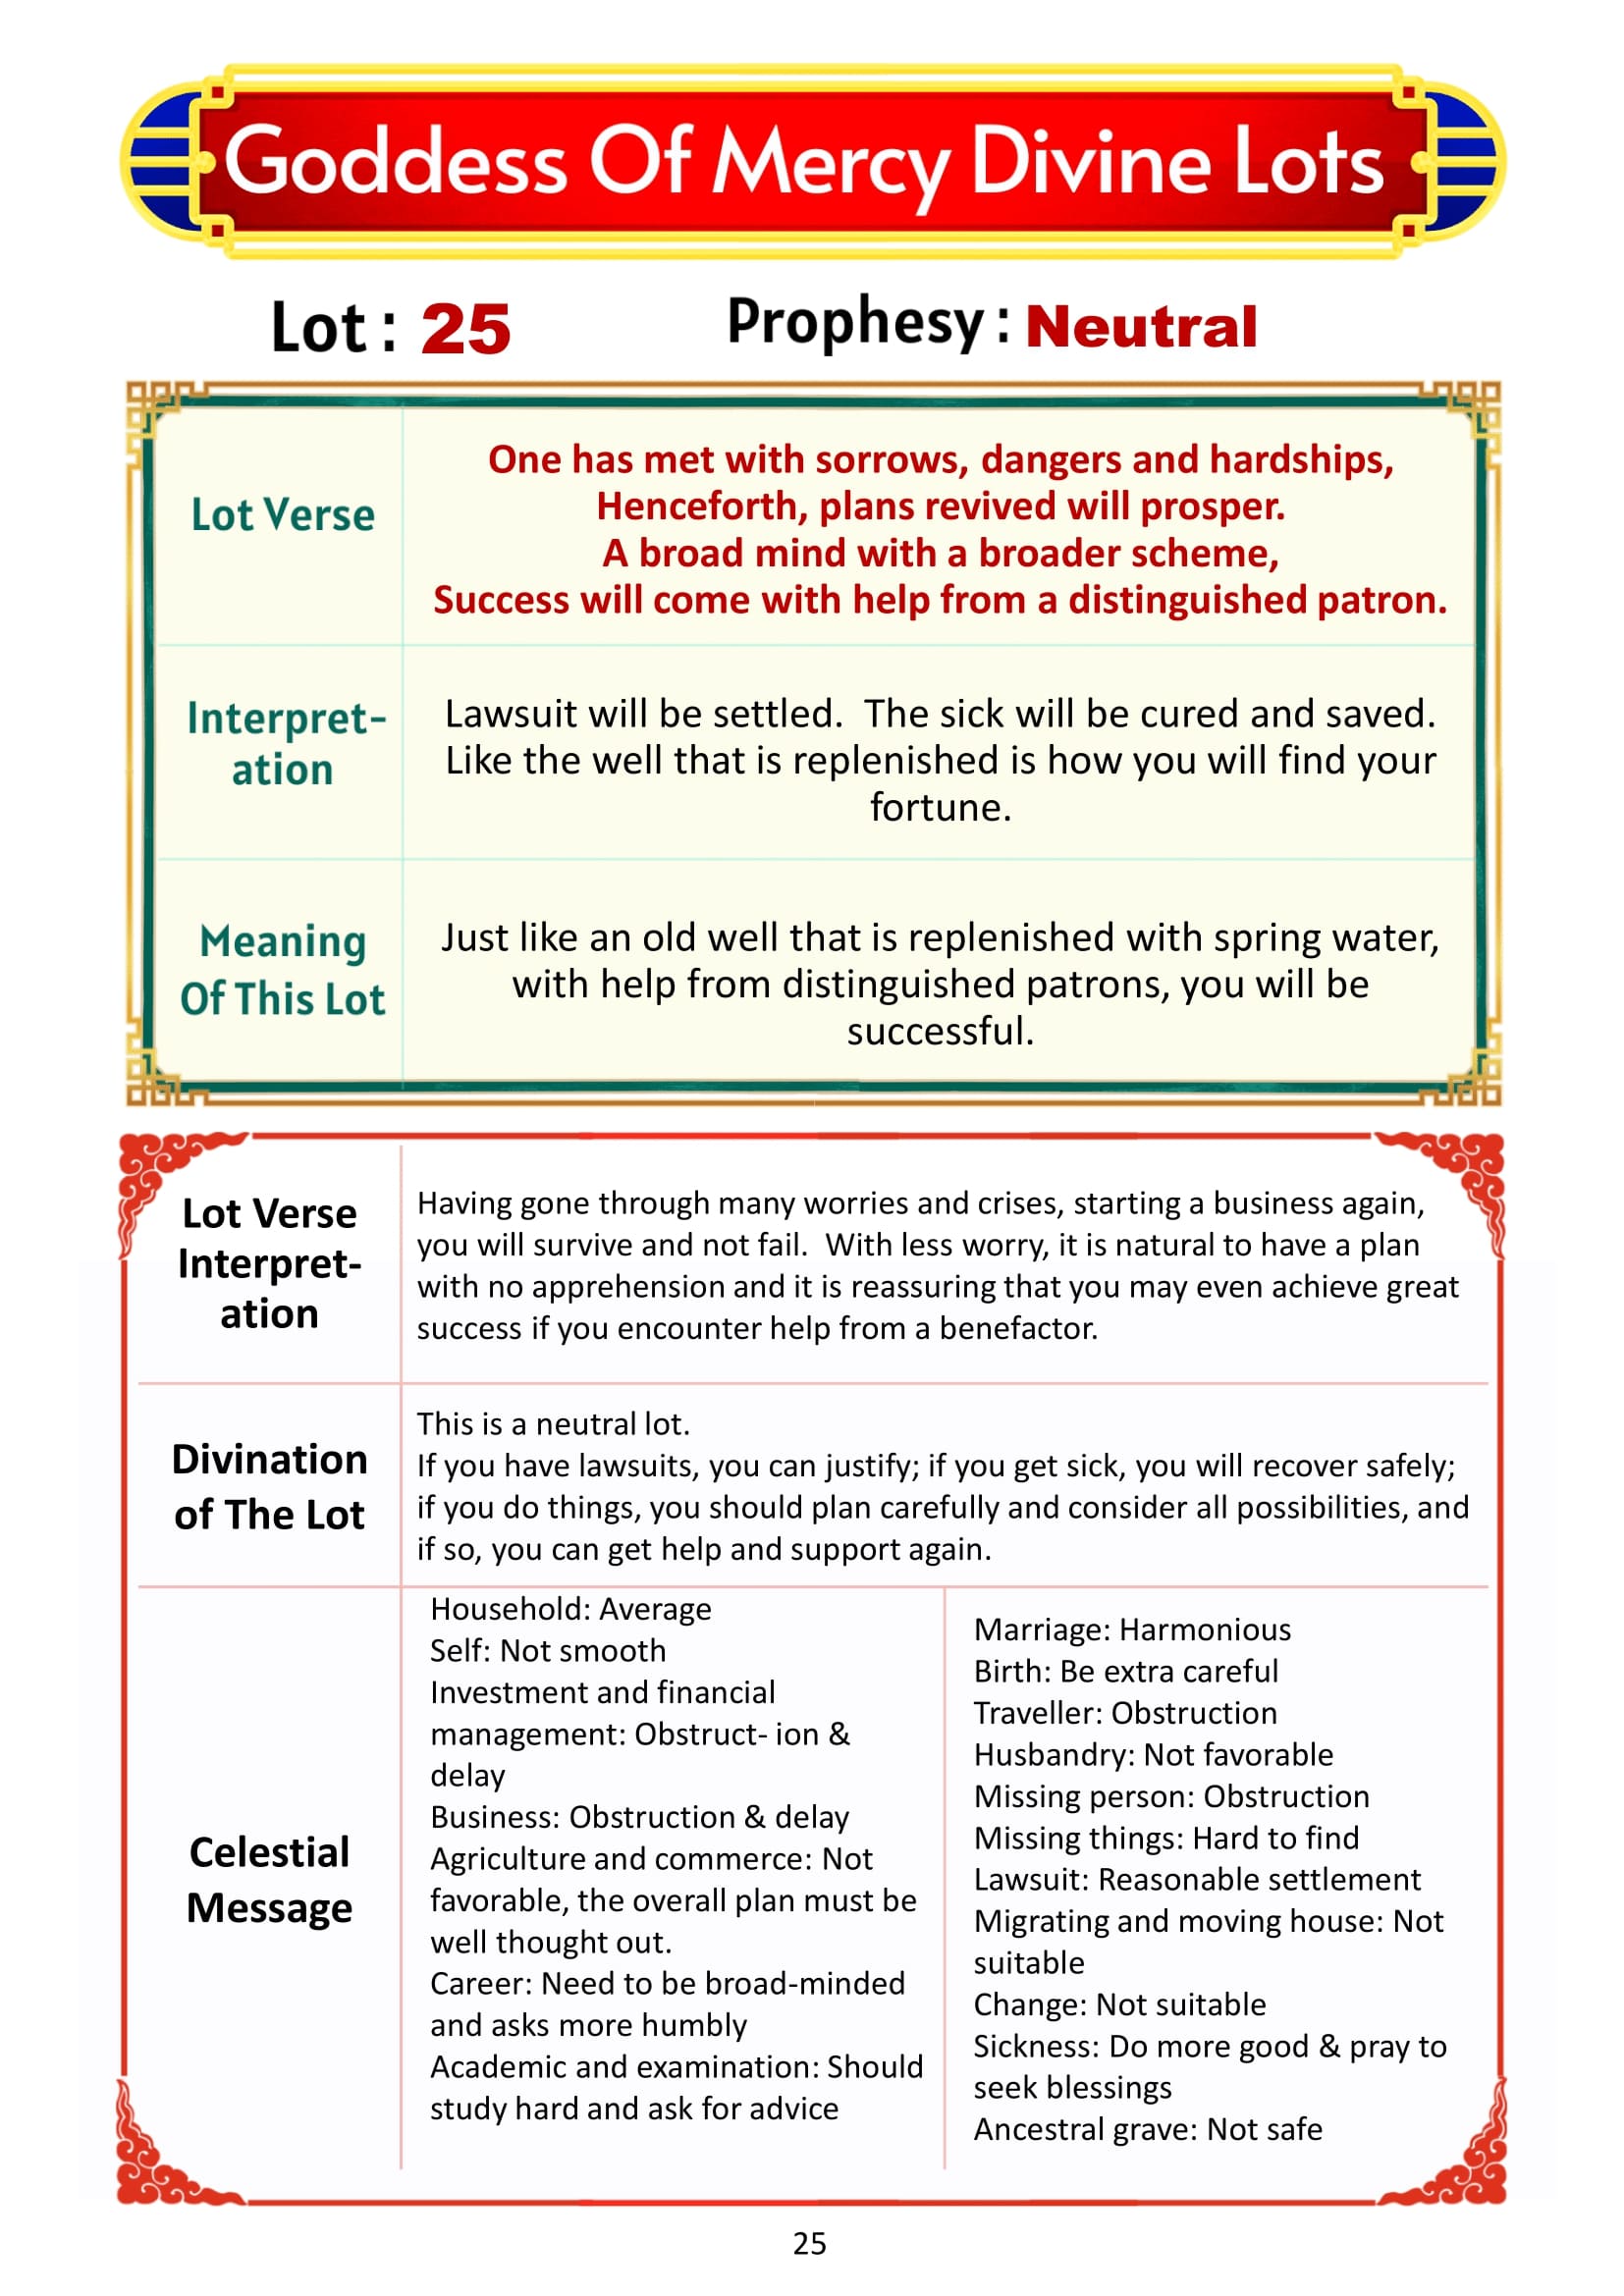 Goddess Of Mercy Divine Lots
Lot : 25
Prophesy : Neutral
Lot Verse
One has met with sorrows, dangers and hardships,
Henceforth, plans revived will prosper.
A broad mind with a broader scheme,
Success will come with help from a distinguished patron.
Interpret-
ation
Lawsuit will be settled.  The sick will be cured and saved.
Like the well that is replenished is how you will find your
fortune.
Meaning
Of This Lot
Just like an old well that is replenished with spring water,
with help from distinguished patrons, you will be
successful.
Lot Verse
Interpret-
ation
Having gone through many worries and crises, starting a business again,
you will survive and not fail.  With less worry, it is natural to have a plan
with no apprehension and it is reassuring that you may even achieve great
success if you encounter help from a benefactor.
Divination
of The Lot
This is a neutral lot.
If you have lawsuits, you can justify; if you get sick, you will recover safely;
if you do things, you should plan carefully and consider all possibilities, and
if so, you can get help and support again.
Celestial
Message
Household: Average
Self: Not smooth
Investment and financial
management: Obstruct- ion &
delay
Business: Obstruction & delay
Agriculture and commerce: Not
favorable, the overall plan must be
well thought out.
Career: Need to be broad-minded
and asks more humbly
Academic and examination: Should
study hard and ask for advice
Marriage: Harmonious
Birth: Be extra careful
Traveller: Obstruction
Husbandry: Not favorable
Missing person: Obstruction
Missing things: Hard to find
Lawsuit: Reasonable settlement
Migrating and moving house: Not
suitable
Change: Not suitable
Sickness: Do more good & pray to
seek blessings
Ancestral grave: Not safe
25